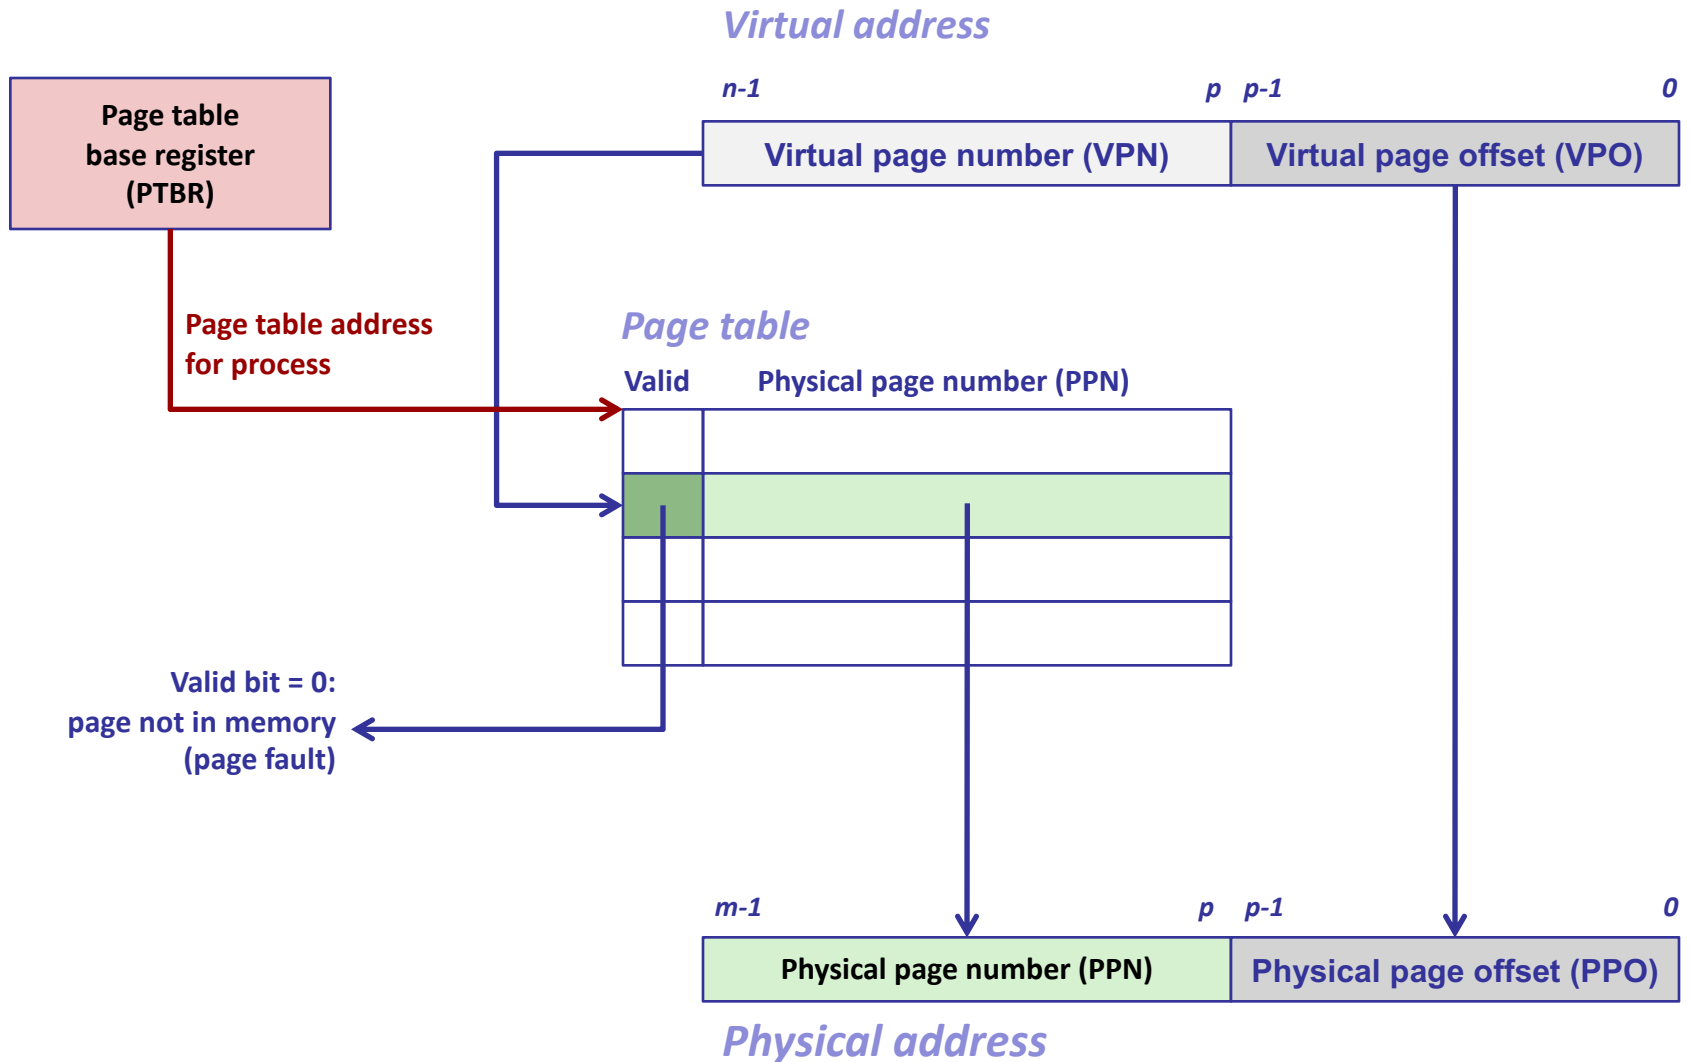 Virtual address
n-1
p
p-1
0
Page table
base register
(PTBR)
Virtual page number (VPN)
Virtual page offset (VPO)
Page table address
for process
Page table
Valid
Physical page number (PPN)
Valid bit = 0:
page not in memory
(page fault)
m-1
p
p-1
0
Physical page number (PPN)
Physical page offset (PPO)
Physical address